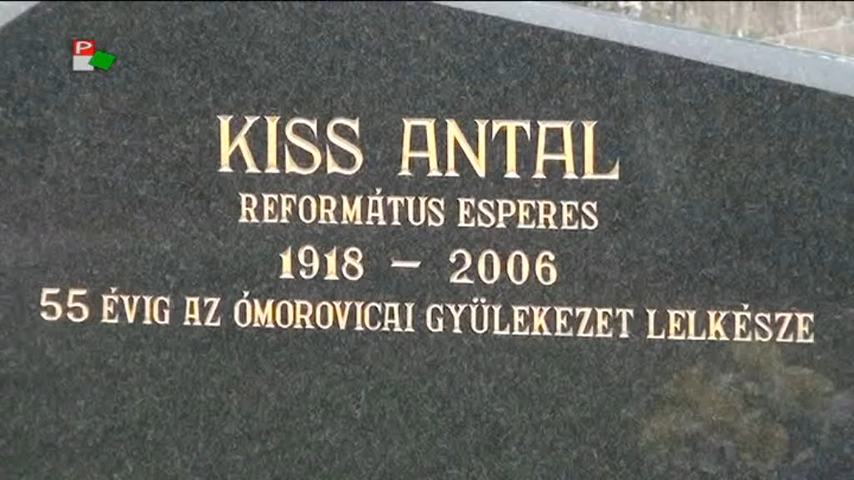 P
KISS ANTAL
REFORMÁTUS ESPERES
1918 – 2006
55 ÉVIG AZ ÓMOROVICAI GYÜLEKEZET LELKÉSZE